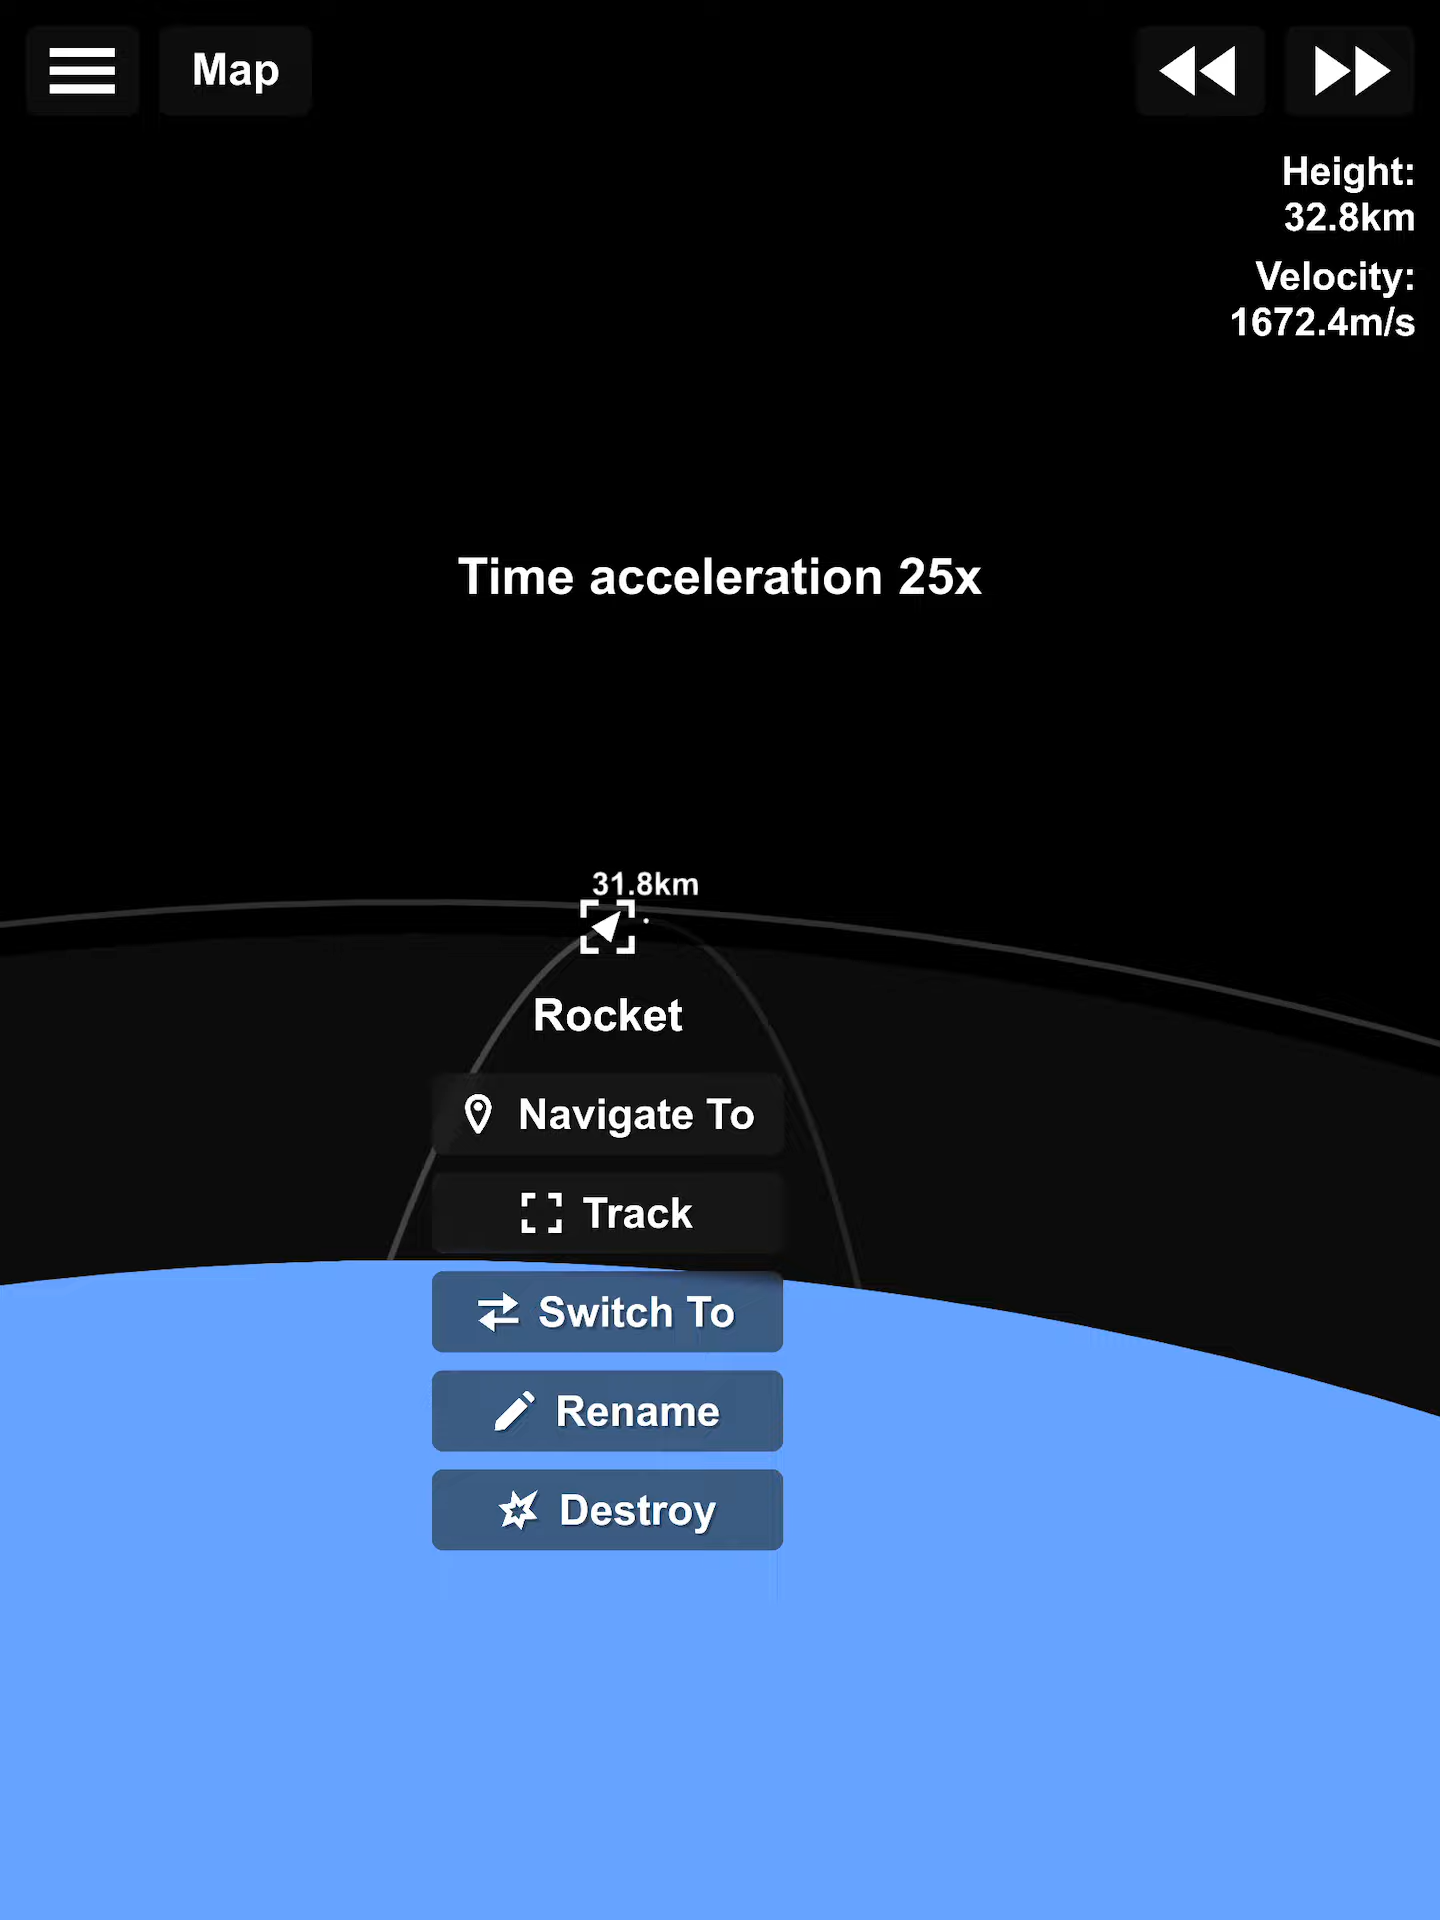 Map
Height:
32.8km
Velocity:
1672.4m/s
Time acceleration 25x
31.8km
Rocket
Navigate To
Track
Switch To
Rename
Destroy